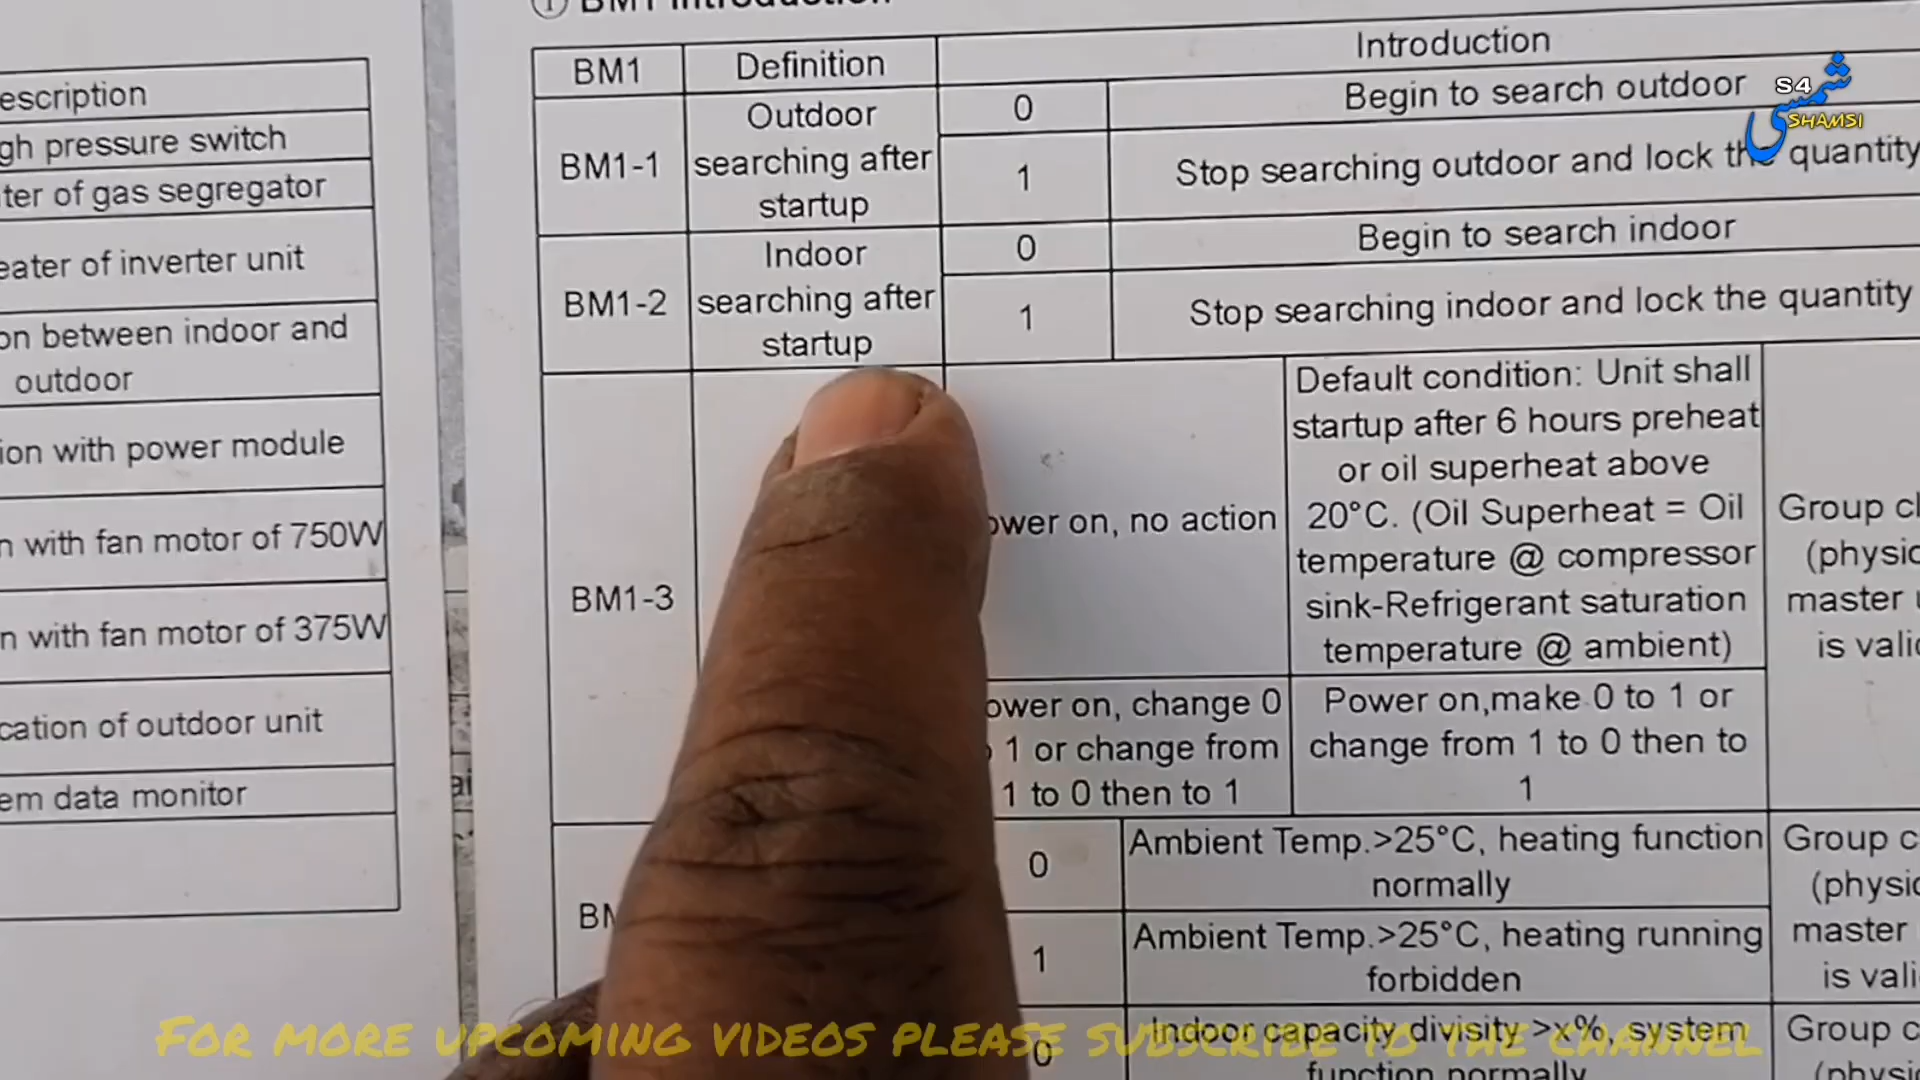 BM1 Introduction
escription
gh pressure switch
ter of gas segregator
eater of inverter unit
on between indoor and
outdoor
ion with power module
n with fan motor of 750W
n with fan motor of 375W
cation of outdoor unit
em data monitor
BM1
Definition
Introduction
BM1-1
Outdoor
searching after
startup
0
Begin to search outdoor
1
Stop searching outdoor and lock the quantity
BM1-2
Indoor
searching after
startup
0
Begin to search indoor
1
Stop searching indoor and lock the quantity
BM1-3
ower on, no action
Default condition: Unit shall
startup after 6 hours preheat
or oil superheat above
20°C. (Oil Superheat = Oil
temperature @ compressor
sink-Refrigerant saturation
temperature @ ambient)
Group c
(physic
master
is vali
ower on, change 0
1 or change from
1 to 0 then to 1
Power on,make 0 to 1 or
change from 1 to 0 then to
1
BM
0
Ambient Temp.>25°C, heating function
normally
1
Ambient Temp.>25°C, heating running
forbidden
Group c
(physic
master
is vali
0
Indoor capacity divisity >x%, system
function normally
Group c
(physic
S4
شمسی
SHAMSI
FOR MORE UPCOMING VIDEOS PLEASE SUBSCRIBE TO THE CHANNEL